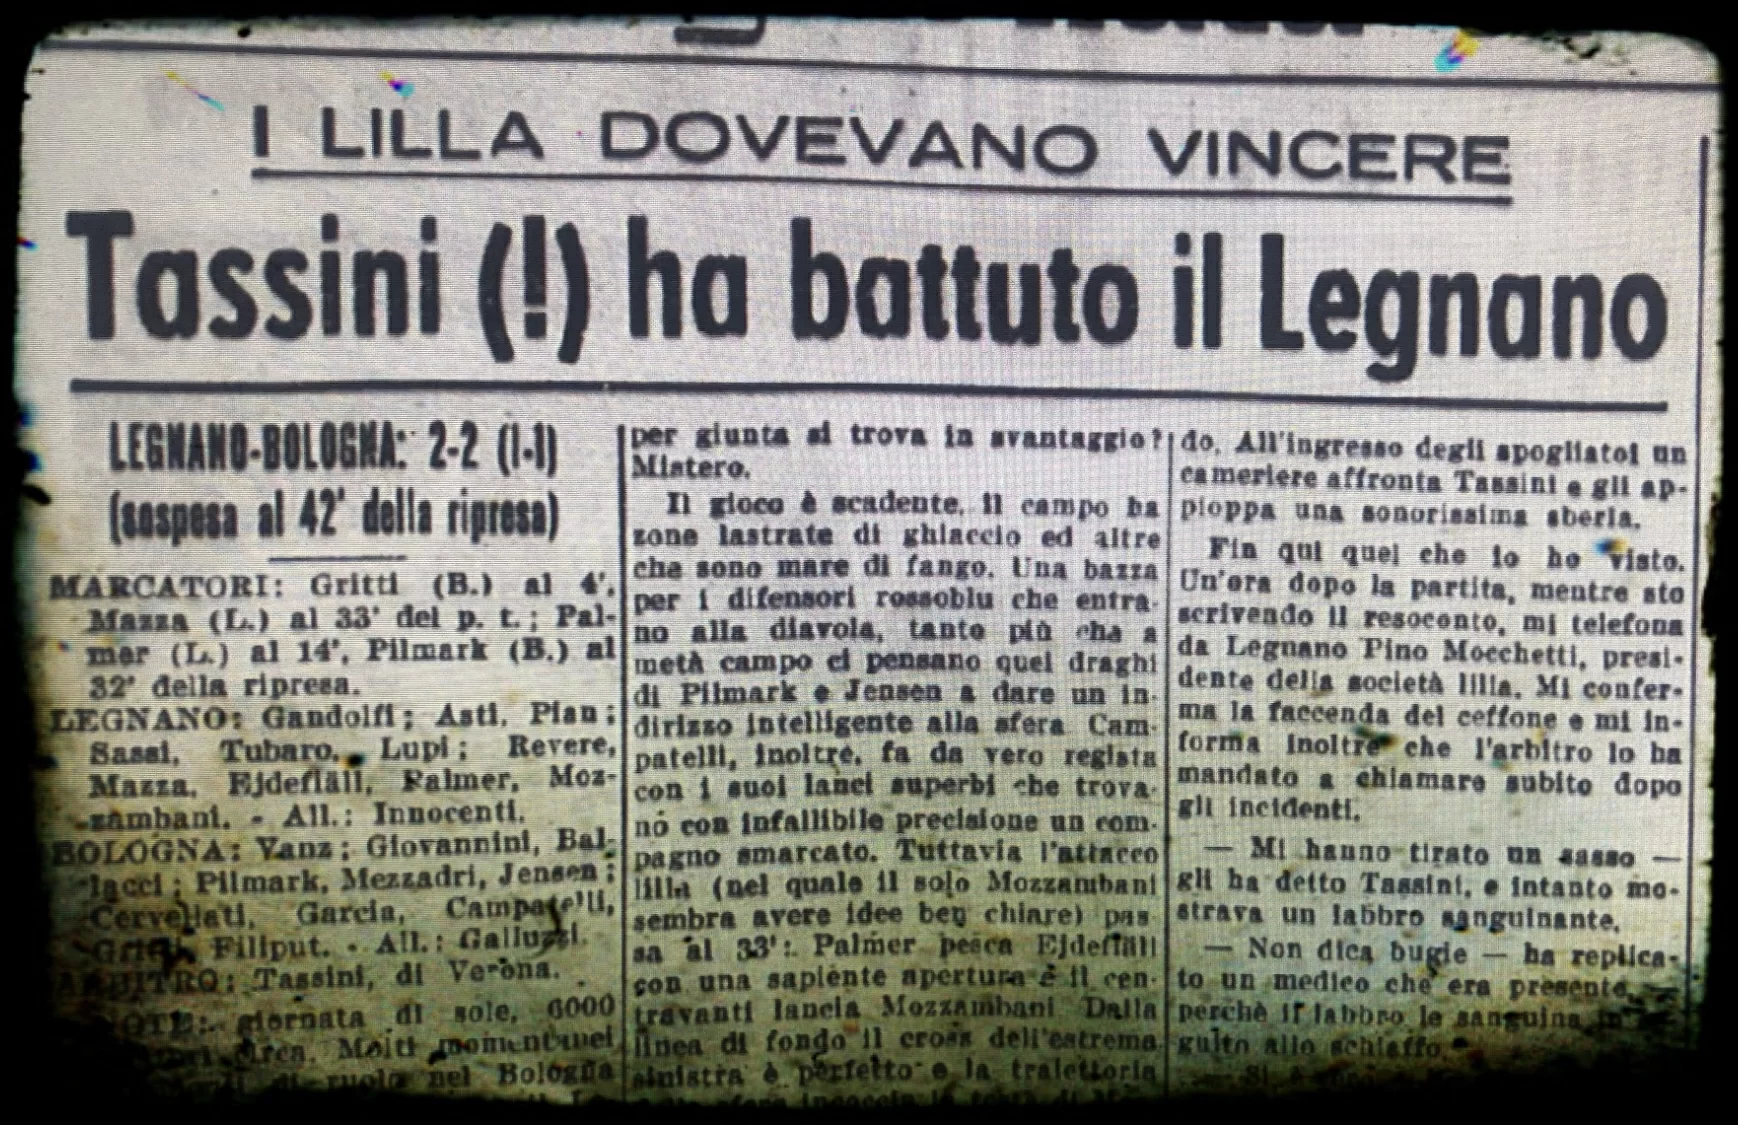 I LILLA DOVEVANO VINCERE
Tassini (!) ha battuto il Legnano
LEGNANO-BOLOGNA: 2-2 (1-1)
(sospesa al 42' della ripresa)
MARCATORI: Gritti (B.) al 4',
Mazza (L.) al 33' del p. t.; Pal-
mer (L.) al 14', Pilmark (B.) al
32' della ripresa.
LEGNANO: Gandolfi; Asti, Pian;
Sassi, Tubaro, Lupi; Revere,
Mazza, Ejdefiäll, Palmer, Moz-
zambani. - All.: Innocenti.
BOLOGNA: Vanz; Giovannini, Bal-
lacci; Pilmark, Mezzadri, Jensen;
Cervellati, Garcia, Campatelli,
Gritti, Filiput. - All.: Galluzzi.
ARBITRO: Tassini, di Verona.
NOTE: giornata di sole, 6000
circa. Molti momentanei
di ruolo nel Bologna
per giunta si trova in svantaggio?
Mistero.
Il gioco è scadente, il campo ha
zone lastrate di ghiaccio ed altre
che sono mare di fango. Una bazza
per i difensori rossoblu che entra-
no alla diavola, tanto più che a
metà campo ci pensano quei draghi
di Pilmark e Jensen a dare un in-
dirizzo intelligente alla sfera Cam-
patelli, inoltre, fa da vero regista
con i suoi lanci superbi che trova-
no con infallibile precisione un com-
pagno smarcato. Tuttavia l'attacco
lilla (nel quale il solo Mozzambani
sembra avere idee ben chiare) pas
sa al 33': Palmer pesca Ejdefiäll
con una sapiente apertura e il cen-
travanti lancia Mozzambani Dalla
linea di fondo il cross dell'estrema
sinistra è perfetto e la traiettoria
do. All'ingresso degli spogliatoi un
cameriere affronta Tassini e gli ap-
pioppa una sonorissima sberla.
Fin qui quel che io ho visto.
Un'ora dopo la partita, mentre sto
scrivendo il resoconto, mi telefona
da Legnano Pino Mocchetti, presi-
dente della società lilla. Mi confer-
ma la faccenda del ceffone e mi in-
forma inoltre che l'arbitro lo ha
mandato a chiamare subito dopo
gli incidenti.
— Mi hanno tirato un sasso —
gli ha detto Tassini, e intanto mo-
strava un labbro sanguinante.
— Non dica bugie — ha replica-
to un medico che era presente, —
perchè il labbro le sanguina in
guito allo schiaffo.